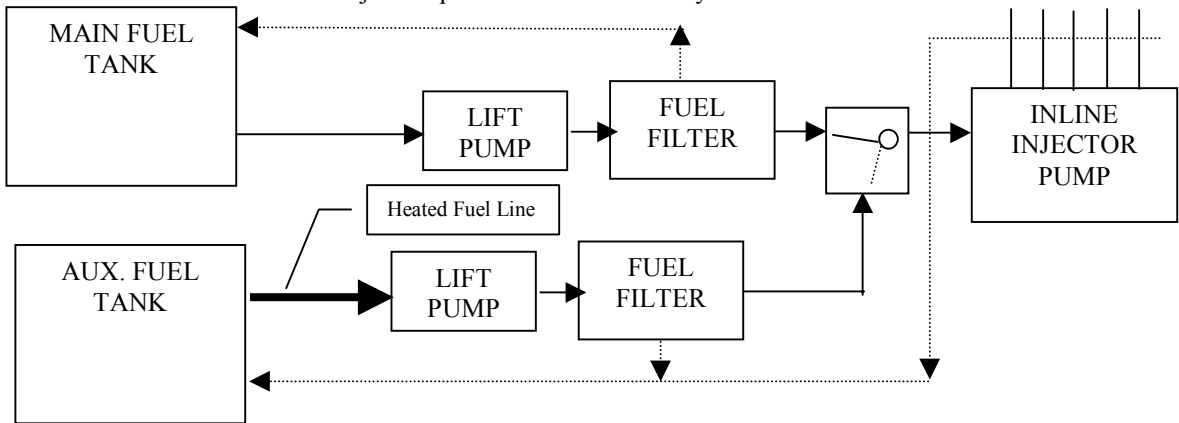 MAIN FUEL
TANK
LIFT
PUMP
FUEL
FILTER
INLINE
INJECTOR
PUMP
Heated Fuel Line
AUX. FUEL
TANK
LIFT
PUMP
FUEL
FILTER